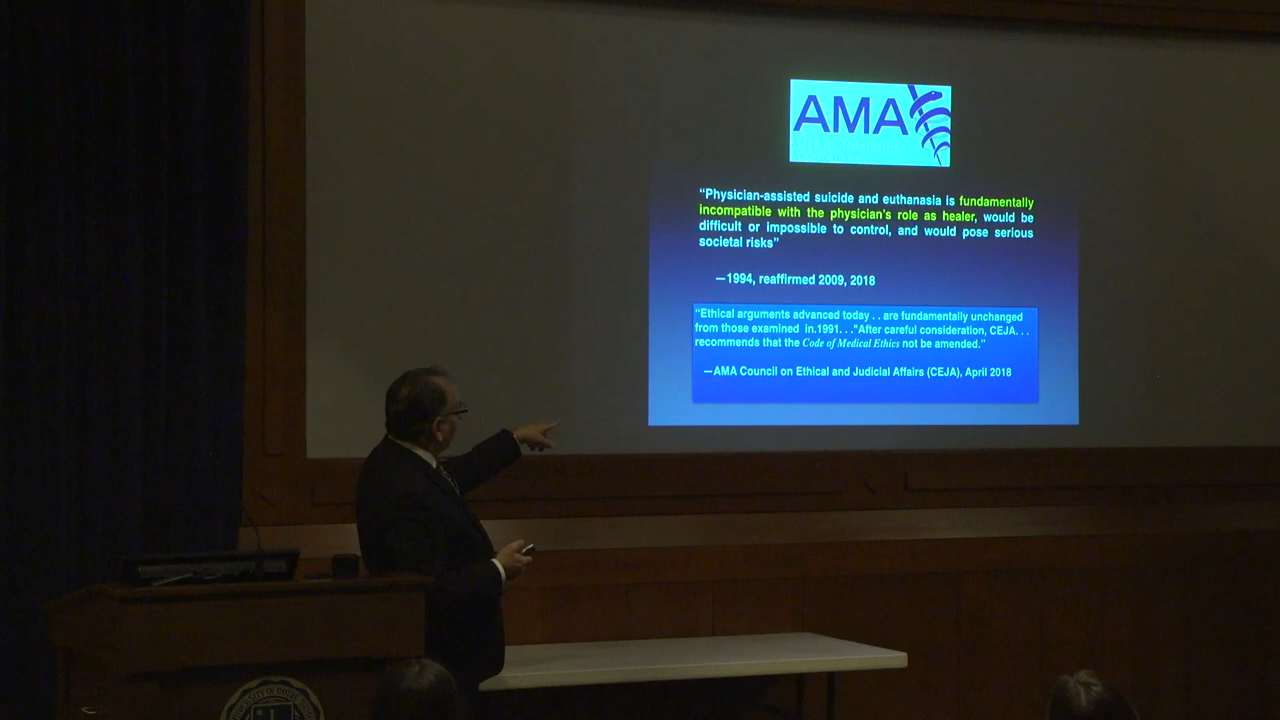 AMA
“Physician-assisted suicide and euthanasia is fundamentally
incompatible with the physician’s role as healer, would be
difficult or impossible to control, and would pose serious
societal risks”
—1994, reaffirmed 2009, 2018
“Ethical arguments advanced today . . are fundamentally unchanged
from those examined in.1991. . ."After careful consideration, CEJA. . .
recommends that the Code of Medical Ethics not be amended.”
—AMA Council on Ethical and Judicial Affairs (CEJA), April 2018
UNIVERSITY OF NOTRE